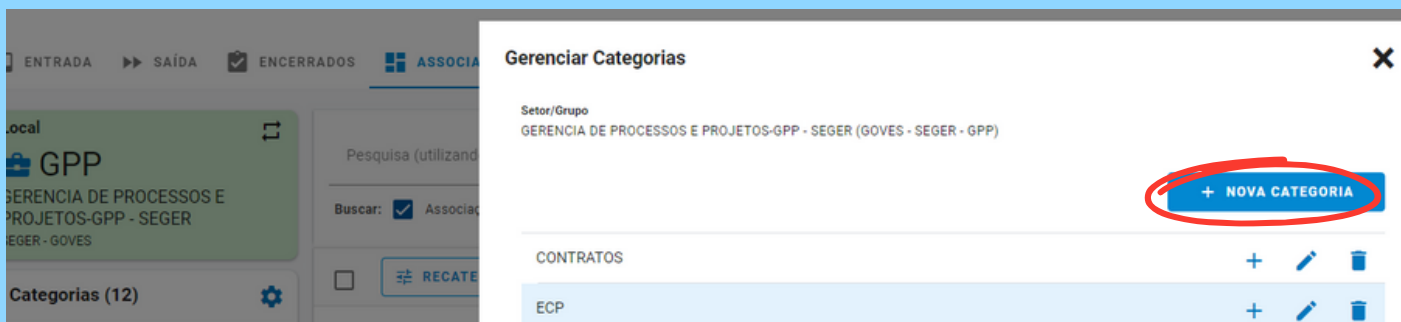 ENTRADA
SAÍDA
ENCERRADOS
ASSOCIA
Local
GPP
GERENCIA DE PROCESSOS E
PROJETOS-GPP - SEGER
SEGER - GOVES
Categorias (12)
Pesquisa (utilizand
Buscar: Associaç
RECATE
Gerenciar Categorias
Setor/Grupo
GERENCIA DE PROCESSOS E PROJETOS-GPP - SEGER (GOVES - SEGER - GPP)
+ NOVA CATEGORIA
CONTRATOS
ECP